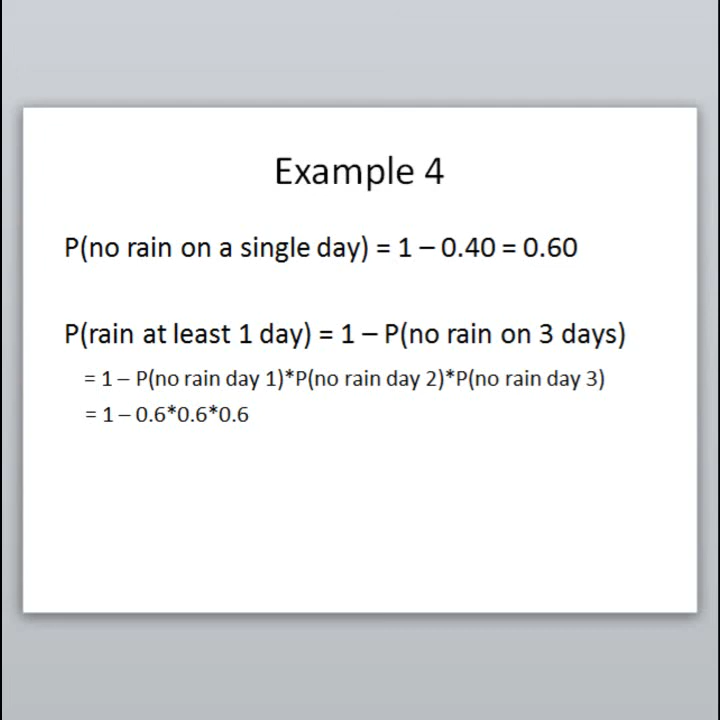 Example 4
P(no rain on a single day) = 1 – 0.40 = 0.60
P(rain at least 1 day) = 1 – P(no rain on 3 days)
= 1 – P(no rain day 1)*P(no rain day 2)*P(no rain day 3)
= 1 – 0.6*0.6*0.6